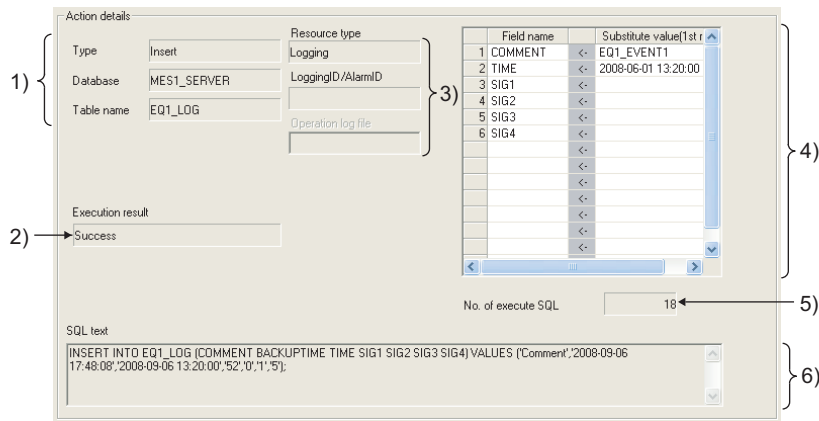 Action details
1)
Type
Insert
Database
MES1_SERVER
Table name
EQ1_LOG
Resource type
Logging
LoggingID/AlarmID
Operation log file
3)
Field name
Substitute value(1st r
1 COMMENT <- EQ1_EVENT1
2 TIME <- 2008-06-01 13:20:00
3 SIG1 <-
4 SIG2 <-
5 SIG3 <-
6 SIG4 <-
<-
<-
<-
<-
<-
<-
<-
4)
Execution result
2)
Success
No. of execute SQL
18
5)
SQL text
INSERT INTO EQ1_LOG (COMMENT BACKUPTIME TIME SIG1 SIG2 SIG3 SIG4) VALUES ('Comment','2008-09-06
17:48:08','2008-09-06 13:20:00','52','0','1','5');
6)